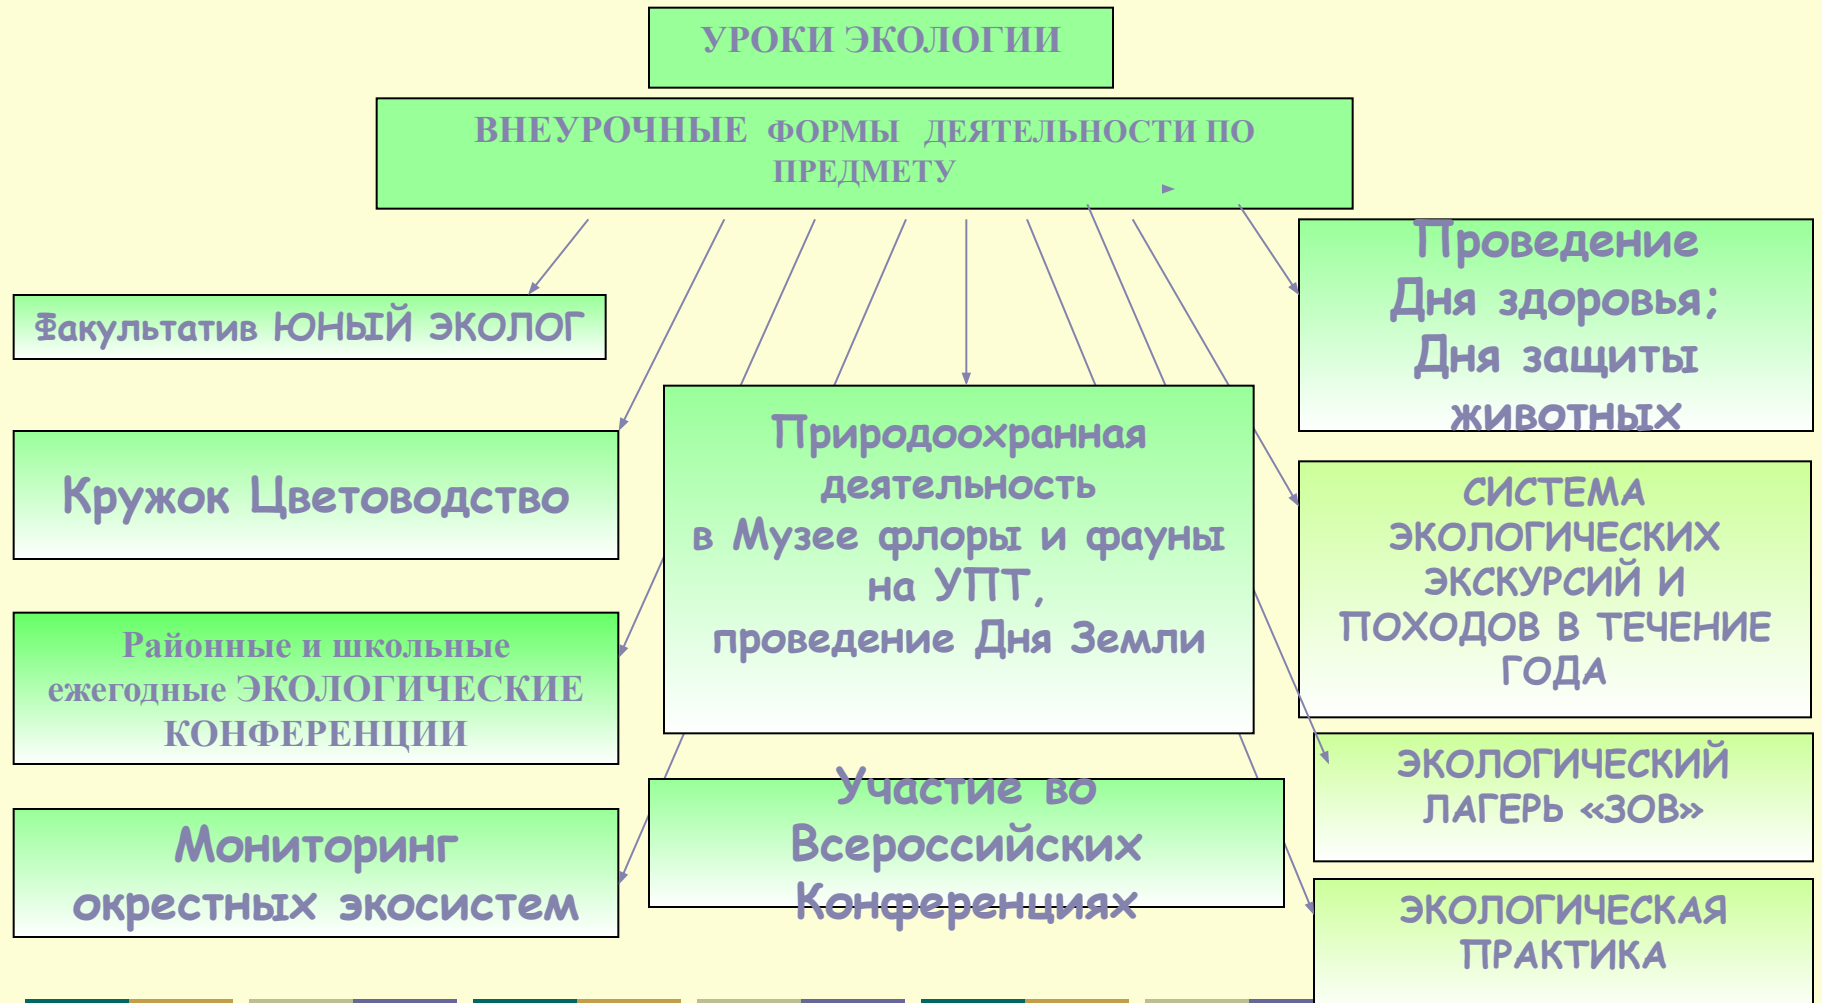 УРОКИ ЭКОЛОГИИ
ВНЕУРОЧНЫЕ ФОРМЫ ДЕЯТЕЛЬНОСТИ ПО
ПРЕДМЕТУ
Факультатив ЮНЫЙ ЭКОЛОГ
Кружок Цветоводство
Районные и школьные
ежегодные ЭКОЛОГИЧЕСКИЕ
КОНФЕРЕНЦИИ
Мониторинг
окрестных экосистем
Природоохранная
деятельность
в Музее флоры и фауны
на УПТ,
проведение Дня Земли
Участие во
Всероссийских
Конференциях
Проведение
Дня здоровья;
Дня защиты
животных
СИСТЕМА
ЭКОЛОГИЧЕСКИХ
ЭКСКУРСИЙ И
ПОХОДОВ В ТЕЧЕНИЕ
ГОДА
ЭКОЛОГИЧЕСКИЙ
ЛАГЕРЬ «ЗОВ»
ЭКОЛОГИЧЕСКАЯ
ПРАКТИКА